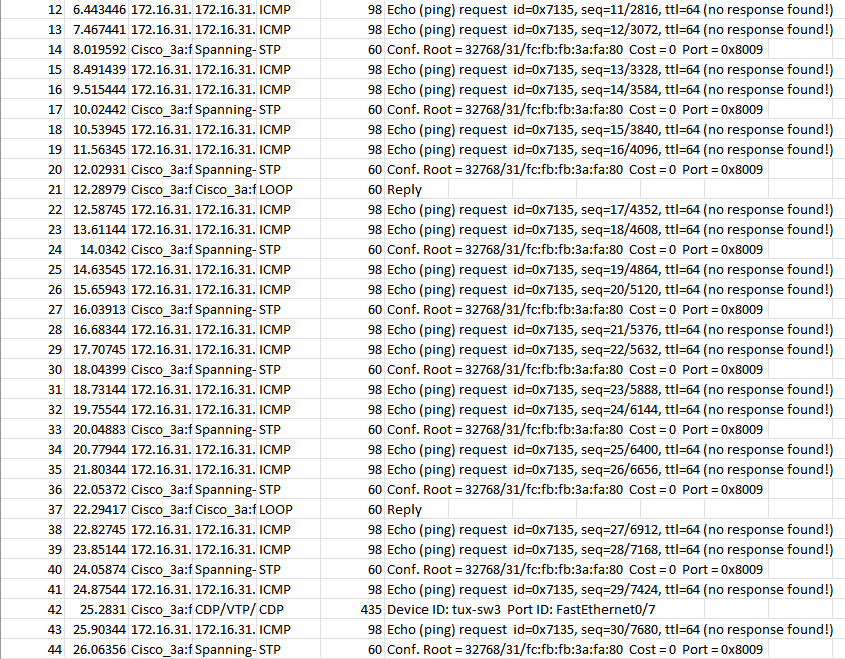 12 6.443446 172.16.31. 172.16.31. ICMP 98 Echo (ping) request id=0x7135, seq=11/2816, ttl=64 (no response found!)
13 7.467441 172.16.31. 172.16.31. ICMP 98 Echo (ping) request id=0x7135, seq=12/3072, ttl=64 (no response found!)
14 8.019592 Cisco_3a:f Spanning- STP 60 Conf. Root = 32768/31/fc:fb:fb:3a:fa:80 Cost = 0 Port = 0x8009
15 8.491439 172.16.31. 172.16.31. ICMP 98 Echo (ping) request id=0x7135, seq=13/3328, ttl=64 (no response found!)
16 9.515444 172.16.31. 172.16.31. ICMP 98 Echo (ping) request id=0x7135, seq=14/3584, ttl=64 (no response found!)
17 10.02442 Cisco_3a:f Spanning- STP 60 Conf. Root = 32768/31/fc:fb:fb:3a:fa:80 Cost = 0 Port = 0x8009
18 10.53945 172.16.31. 172.16.31. ICMP 98 Echo (ping) request id=0x7135, seq=15/3840, ttl=64 (no response found!)
19 11.56345 172.16.31. 172.16.31. ICMP 98 Echo (ping) request id=0x7135, seq=16/4096, ttl=64 (no response found!)
20 12.02931 Cisco_3a:f Spanning- STP 60 Conf. Root = 32768/31/fc:fb:fb:3a:fa:80 Cost = 0 Port = 0x8009
21 12.28979 Cisco_3a:f Cisco_3a:f LOOP 60 Reply
22 12.58745 172.16.31. 172.16.31. ICMP 98 Echo (ping) request id=0x7135, seq=17/4352, ttl=64 (no response found!)
23 13.61144 172.16.31. 172.16.31. ICMP 98 Echo (ping) request id=0x7135, seq=18/4608, ttl=64 (no response found!)
24 14.0342 Cisco_3a:f Spanning- STP 60 Conf. Root = 32768/31/fc:fb:fb:3a:fa:80 Cost = 0 Port = 0x8009
25 14.63545 172.16.31. 172.16.31. ICMP 98 Echo (ping) request id=0x7135, seq=19/4864, ttl=64 (no response found!)
26 15.65943 172.16.31. 172.16.31. ICMP 98 Echo (ping) request id=0x7135, seq=20/5120, ttl=64 (no response found!)
27 16.03913 Cisco_3a:f Spanning- STP 60 Conf. Root = 32768/31/fc:fb:fb:3a:fa:80 Cost = 0 Port = 0x8009
28 16.68344 172.16.31. 172.16.31. ICMP 98 Echo (ping) request id=0x7135, seq=21/5376, ttl=64 (no response found!)
29 17.70745 172.16.31. 172.16.31. ICMP 98 Echo (ping) request id=0x7135, seq=22/5632, ttl=64 (no response found!)
30 18.04399 Cisco_3a:f Spanning- STP 60 Conf. Root = 32768/31/fc:fb:fb:3a:fa:80 Cost = 0 Port = 0x8009
31 18.73144 172.16.31. 172.16.31. ICMP 98 Echo (ping) request id=0x7135, seq=23/5888, ttl=64 (no response found!)
32 19.75544 172.16.31. 172.16.31. ICMP 98 Echo (ping) request id=0x7135, seq=24/6144, ttl=64 (no response found!)
33 20.04883 Cisco_3a:f Spanning- STP 60 Conf. Root = 32768/31/fc:fb:fb:3a:fa:80 Cost = 0 Port = 0x8009
34 20.77944 172.16.31. 172.16.31. ICMP 98 Echo (ping) request id=0x7135, seq=25/6400, ttl=64 (no response found!)
35 21.80344 172.16.31. 172.16.31. ICMP 98 Echo (ping) request id=0x7135, seq=26/6656, ttl=64 (no response found!)
36 22.05372 Cisco_3a:f Spanning- STP 60 Conf. Root = 32768/31/fc:fb:fb:3a:fa:80 Cost = 0 Port = 0x8009
37 22.29417 Cisco_3a:f Cisco_3a:f LOOP 60 Reply
38 22.82745 172.16.31. 172.16.31. ICMP 98 Echo (ping) request id=0x7135, seq=27/6912, ttl=64 (no response found!)
39 23.85144 172.16.31. 172.16.31. ICMP 98 Echo (ping) request id=0x7135, seq=28/7168, ttl=64 (no response found!)
40 24.05874 Cisco_3a:f Spanning- STP 60 Conf. Root = 32768/31/fc:fb:fb:3a:fa:80 Cost = 0 Port = 0x8009
41 24.87544 172.16.31. 172.16.31. ICMP 98 Echo (ping) request id=0x7135, seq=29/7424, ttl=64 (no response found!)
42 25.2831 Cisco_3a:f CDP/VTP/ CDP 435 Device ID: tux-sw3 Port ID: FastEthernet0/7
43 25.90344 172.16.31. 172.16.31. ICMP 98 Echo (ping) request id=0x7135, seq=30/7680, ttl=64 (no response found!)
44 26.06356 Cisco_3a:f Spanning- STP 60 Conf. Root = 32768/31/fc:fb:fb:3a:fa:80 Cost = 0 Port = 0x8009